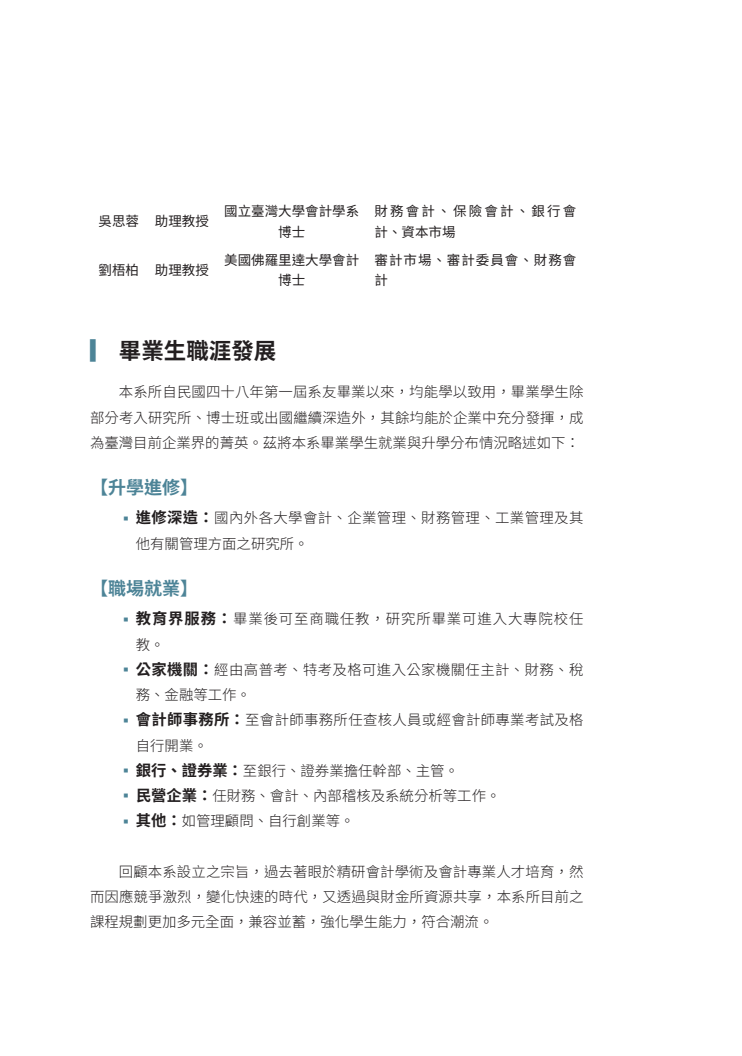 吳思蓉 助理教授 國立臺灣大學會計學系博士 財務會計、保險會計、銀行會計、資本市場
劉梧柏 助理教授 美國佛羅里達大學會計博士 審計市場、審計委員會、財務會計
畢業生職涯發展
本系所自民國四十八年第一屆系友畢業以來，均能學以致用，畢業學生除
部分考入研究所、博士班或出國繼續深造外，其餘均能於企業中充分發揮，成
為臺灣目前企業界的菁英。茲將本系畢業學生就業與升學分布情況略述如下：
【升學進修】
▪ 進修深造：國內外各大學會計、企業管理、財務管理、工業管理及其
他有關管理方面之研究所。
【職場就業】
▪ 教育界服務：畢業後可至商職任教，研究所畢業可進入大專院校任
教。
▪ 公家機關：經由高普考、特考及格可進入公家機關任主計、財務、稅
務、金融等工作。
▪ 會計師事務所：至會計師事務所任查核人員或經會計師專業考試及格
自行開業。
▪ 銀行、證券業：至銀行、證券業擔任幹部、主管。
▪ 民營企業：任財務、會計、內部稽核及系統分析等工作。
▪ 其他：如管理顧問、自行創業等。
回顧本系設立之宗旨，過去著眼於精研會計學術及會計專業人才培育，然
而因應競爭激烈，變化快速的時代，又透過與財金所資源共享，本系所目前之
課程規劃更加多元全面，兼容並蓄，強化學生能力，符合潮流。